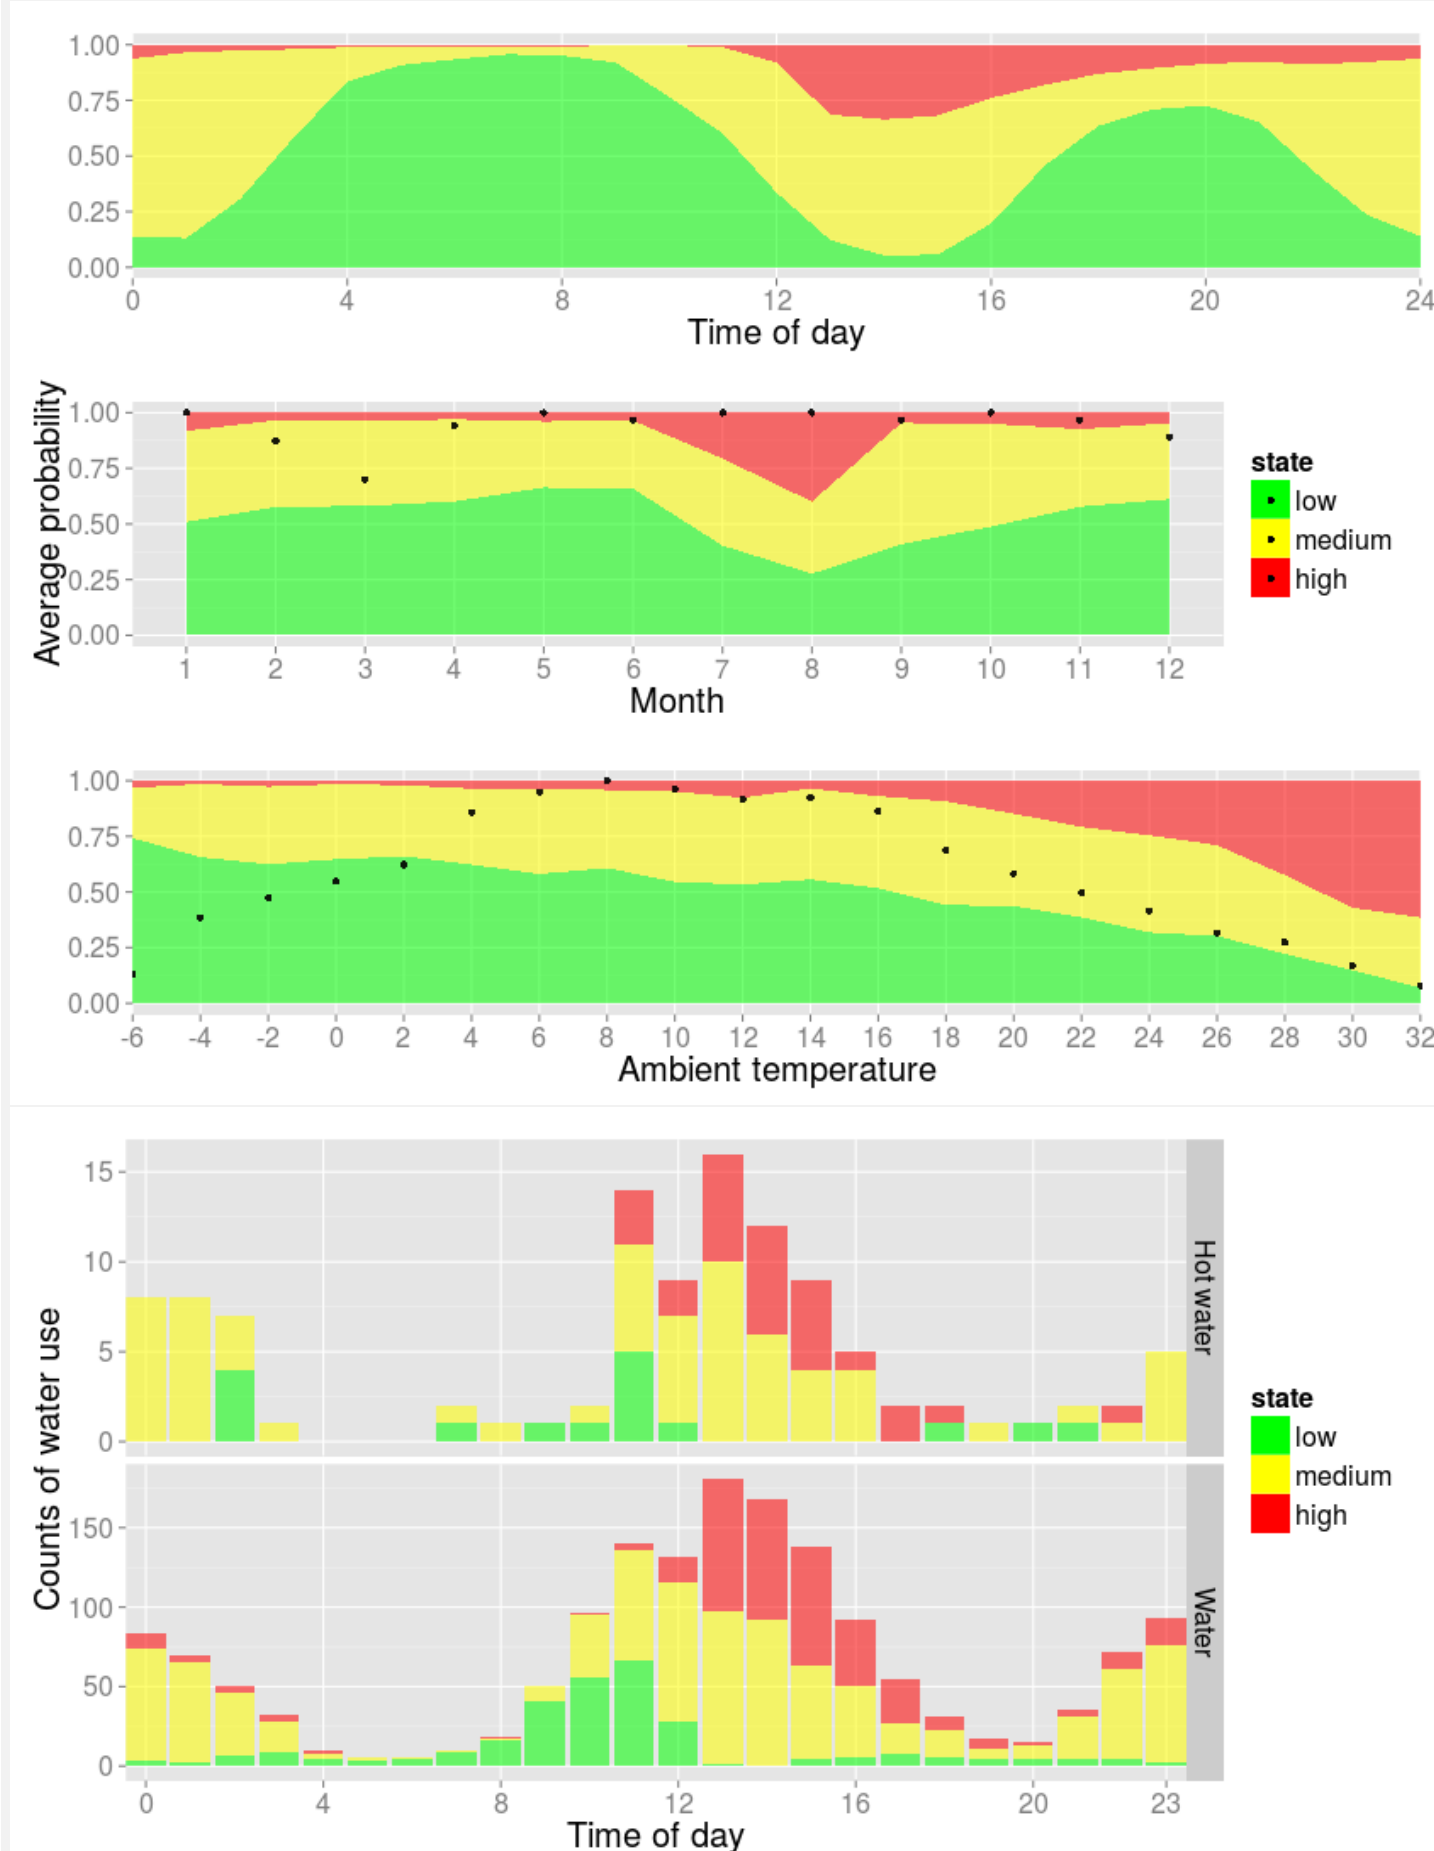 1.00
0.75
0.50
0.25
0.00
0 4 8 12 16 20 24
Time of day
Average probability
1.00
0.75
0.50
0.25
0.00
1 2 3 4 5 6 7 8 9 10 11 12
Month
state
low
medium
high
1.00
0.75
0.50
0.25
0.00
-6 -4 -2 0 2 4 6 8 10 12 14 16 18 20 22 24 26 28 30 32
Ambient temperature
Counts of water use
15
10
5
0
Hot water
150
100
50
0
Water
0 4 8 12 16 20 23
Time of day
state
low
medium
high